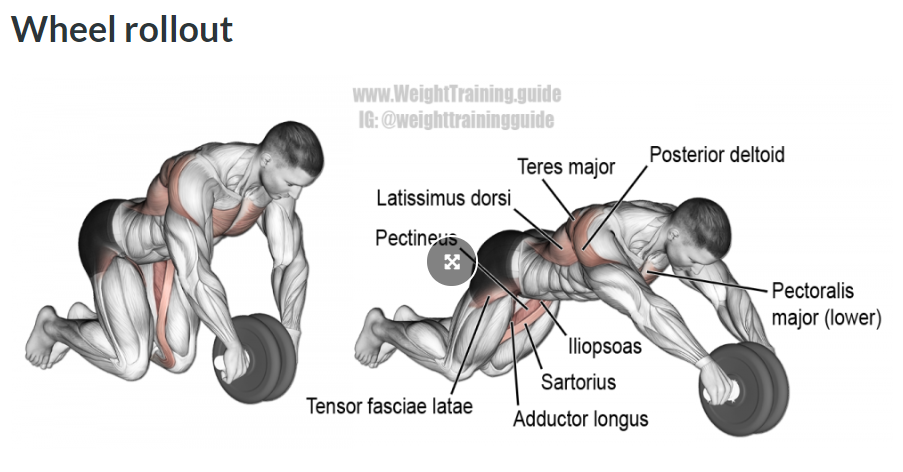 Wheel rollout
www.WeightTraining.guide
IG: @weighttrainingguide
Posterior deltoid
Teres major
Latissimus dorsi
Pectineus
Pectoralis
major (lower)
Iliopsoas
Sartorius
Tensor fasciae latae
Adductor longus